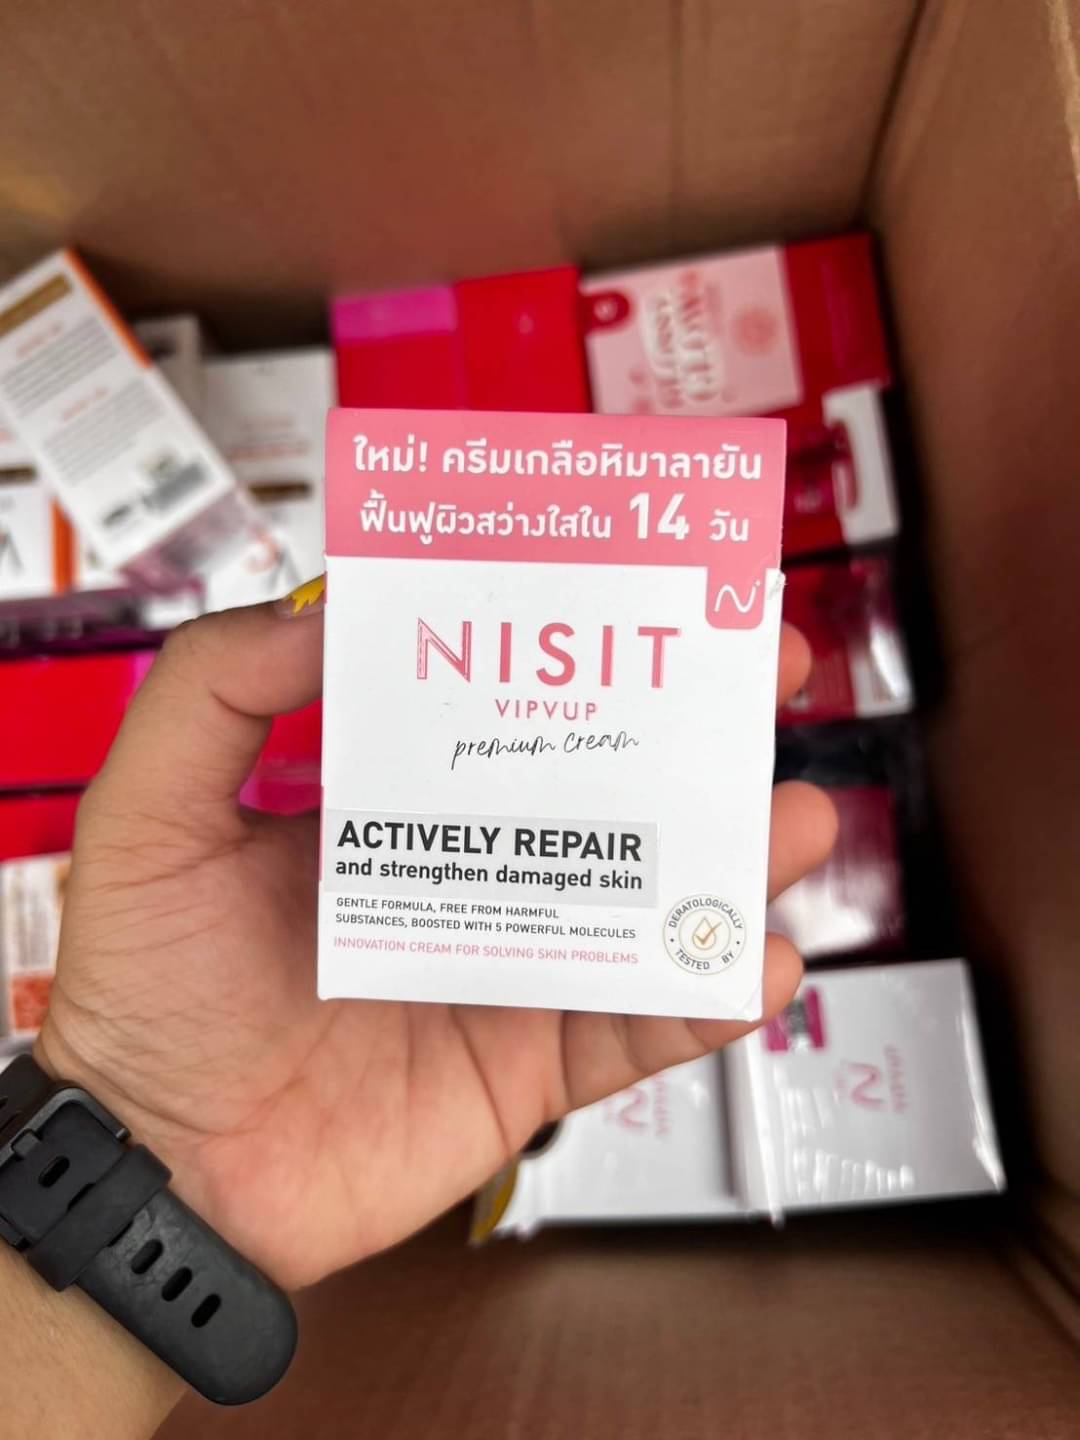 ใหม่! ครีมเกลือหิมาลายัน
ฟื้นฟูผิวสว่างใสใน 14 วัน
N
NISIT
VIPVUP
premium cream
ACTIVELY REPAIR
and strengthen damaged skin
GENTLE FORMULA, FREE FROM HARMFUL
SUBSTANCES, BOOSTED WITH 5 POWERFUL MOLECULES
INNOVATION CREAM FOR SOLVING SKIN PROBLEMS
DERATOLOGICALLY
TESTED BY